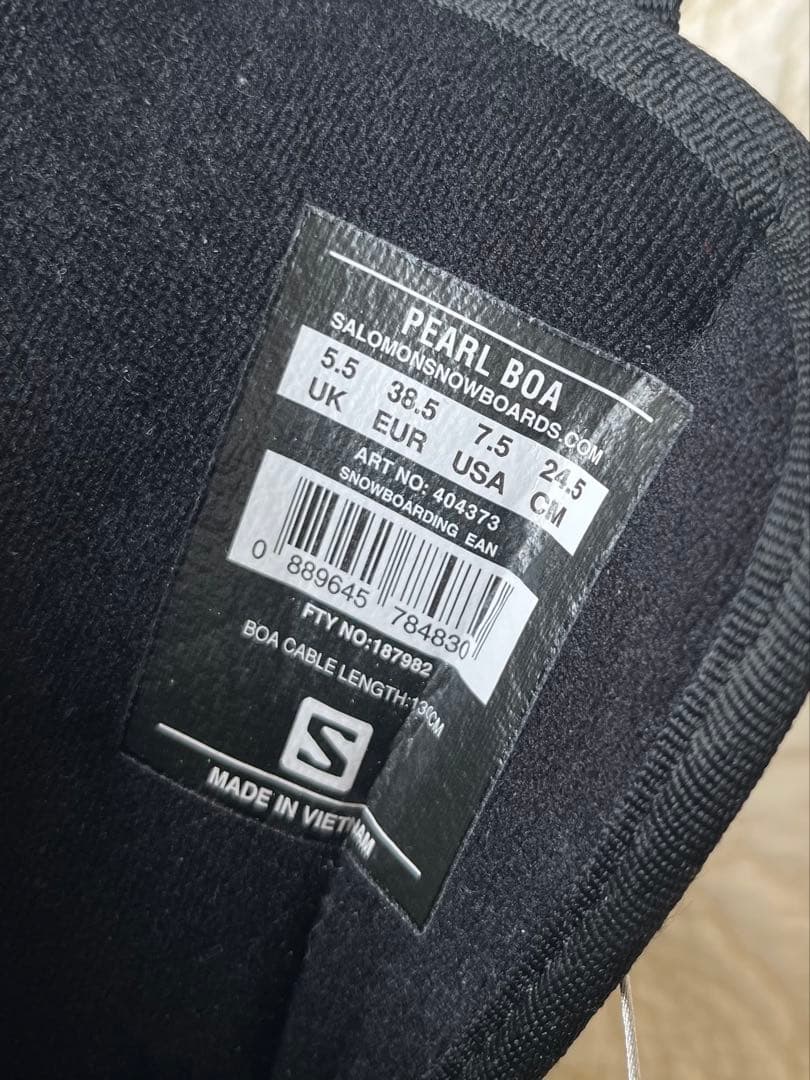 PEARL BOA
SALOMONSNOWBOARDS.COM
5.5 38.5 7.5 24.5
UK EUR USA CM
ART NO: 404373
SNOWBOARDING EAN
0 889645 784830
FTY NO:187982
BOA CABLE LENGTH:
S
MADE IN VIETNAM